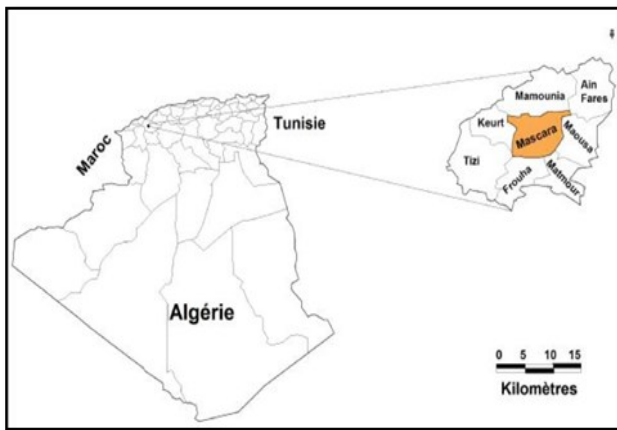 Maroc
Tunisie
Algérie
Ain
Fares
Mamounia
Keurt
Mascara
Maousa
Tizi
Frouha
Matmour
0 5 10 15
Kilomètres